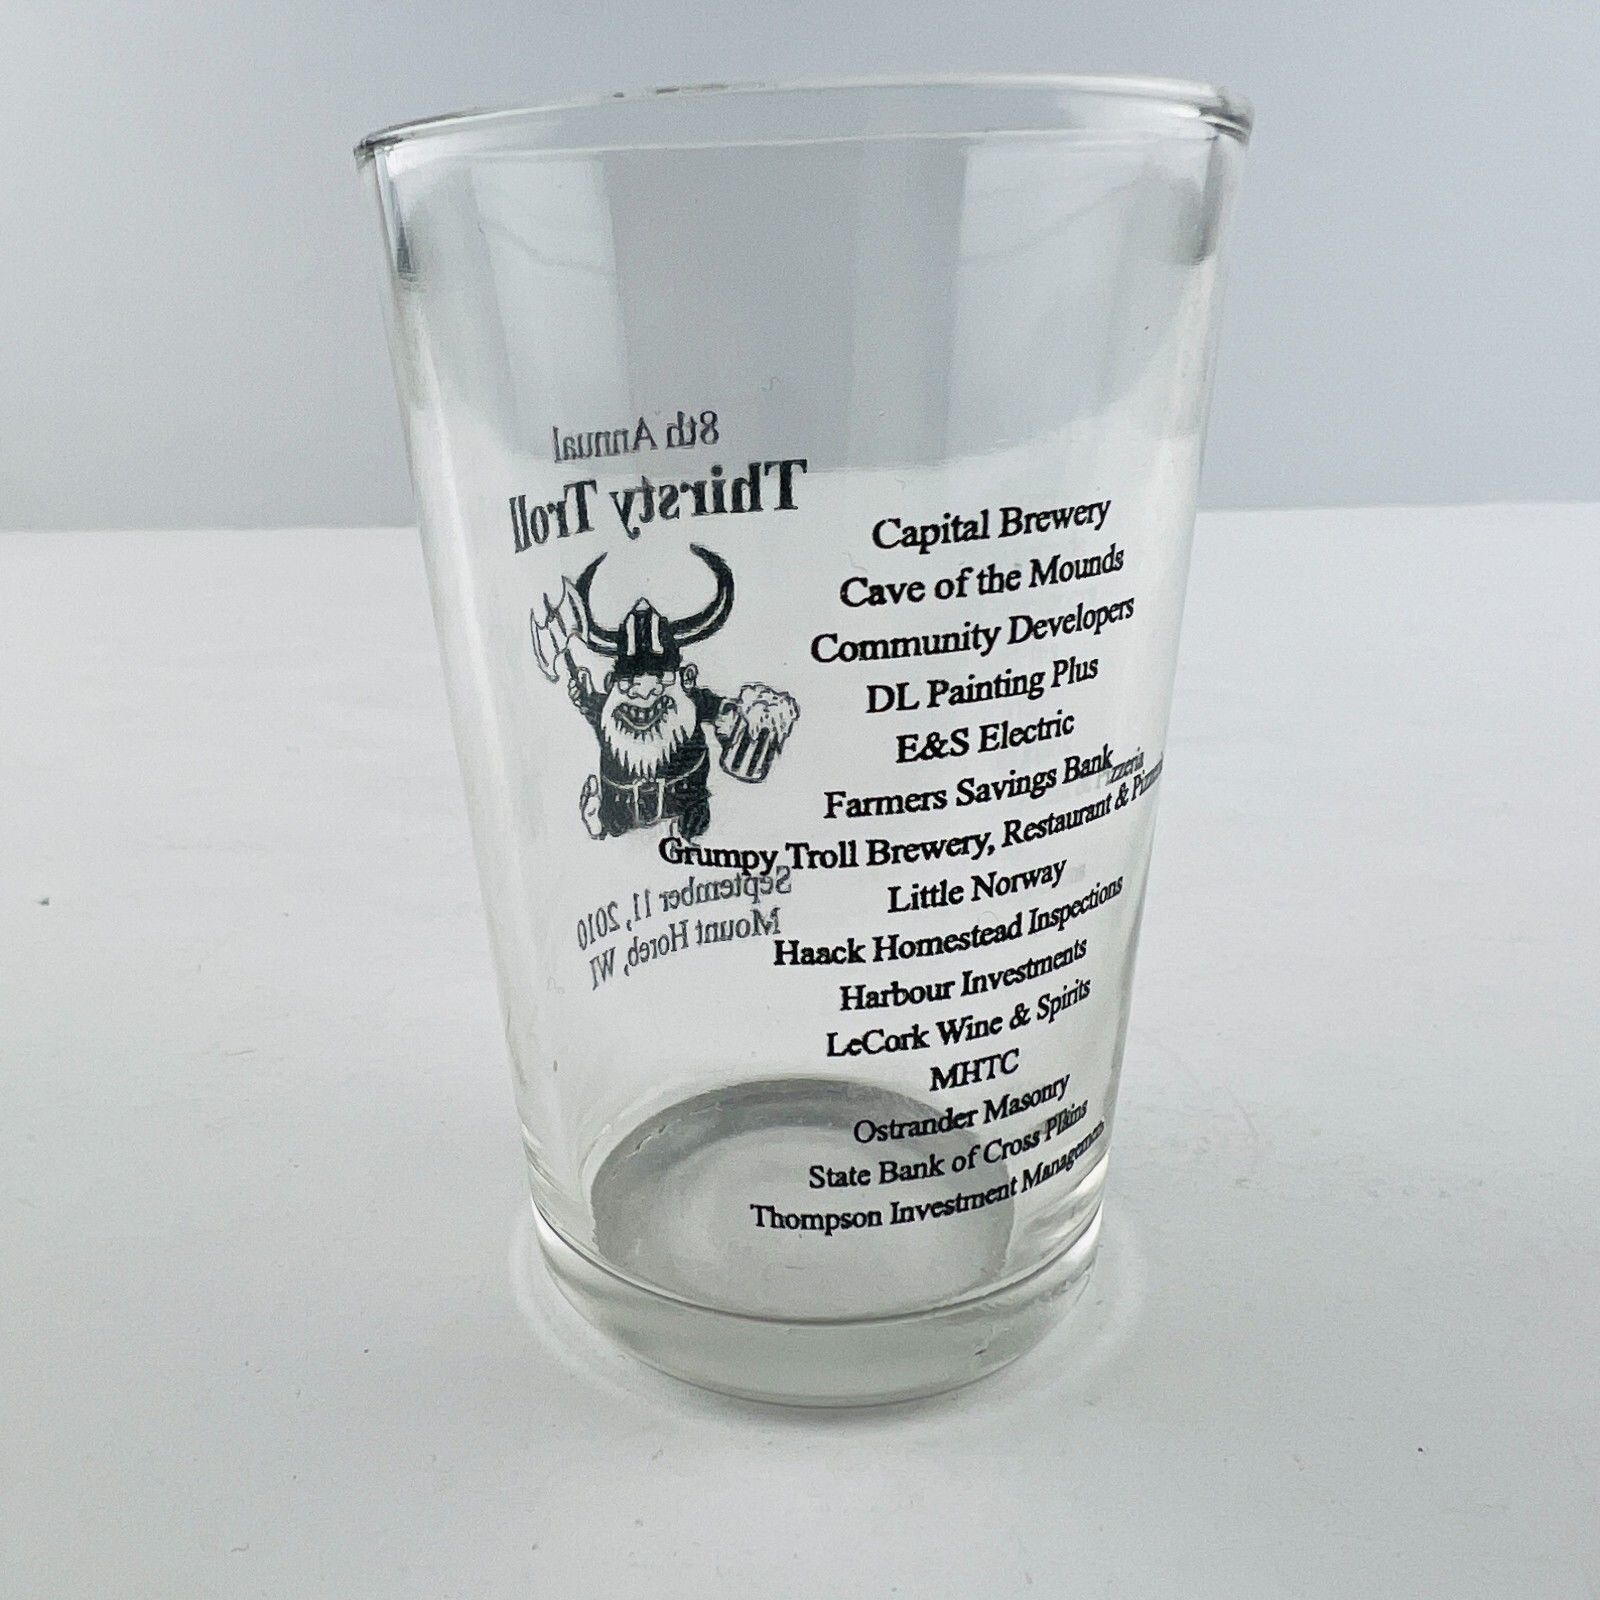 8th Annual
Thirsty Troll
September 11, 2010
Mount Horeb, WI
Capital Brewery
Cave of the Mounds
Community Developers
DL Painting Plus
E&S Electric
Farmers Savings Bank
Grumpy Troll Brewery, Restaurant & Pizzeria
Little Norway
Haack Homestead Inspections
Harbour Investments
LeCork Wine & Spirits
MHTC
Ostrander Masonry
State Bank of Cross Plains
Thompson Investment Management